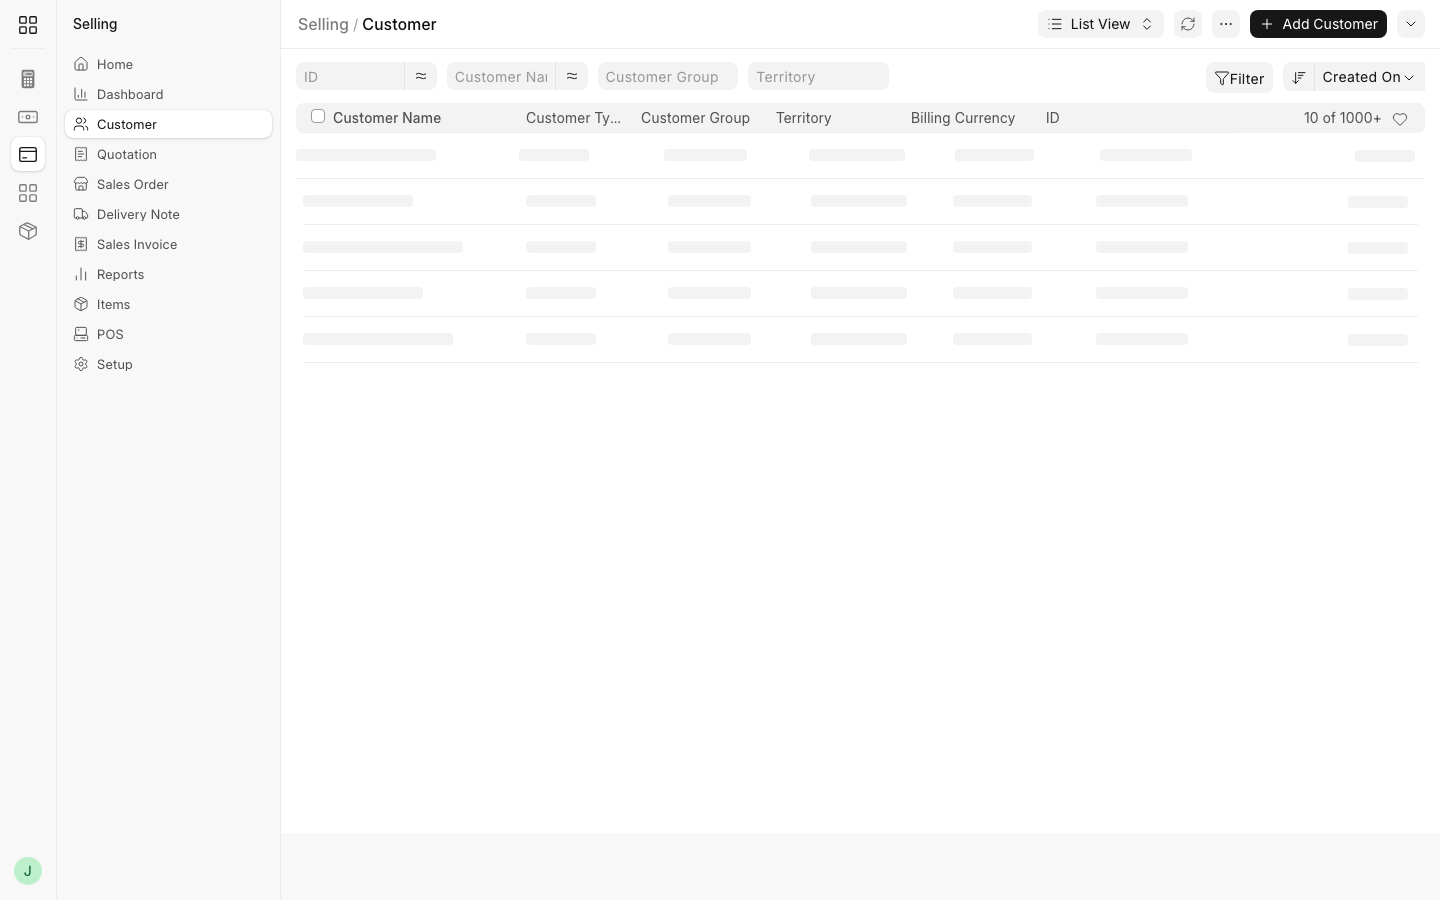 Selling
Home
Dashboard
Customer
Quotation
Sales Order
Delivery Note
Sales Invoice
Reports
Items
POS
Setup
J
Selling / Customer
List View
Add Customer
ID
Customer Nar
Customer Group
Territory
Filter
Created On
Customer Name Customer Ty... Customer Group Territory Billing Currency ID 10 of 1000+